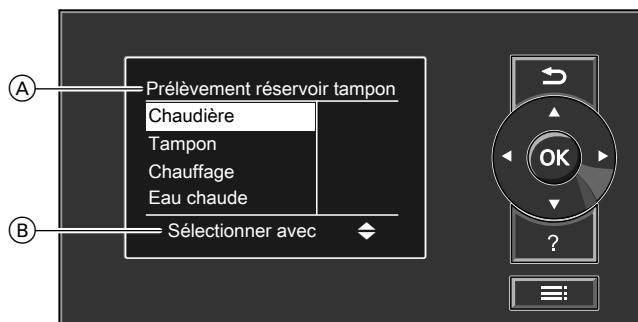 A
Prélèvement réservoir tampon
Chaudière
Tampon
Chauffage
Eau chaude
B
Sélectionner avec
OK
?